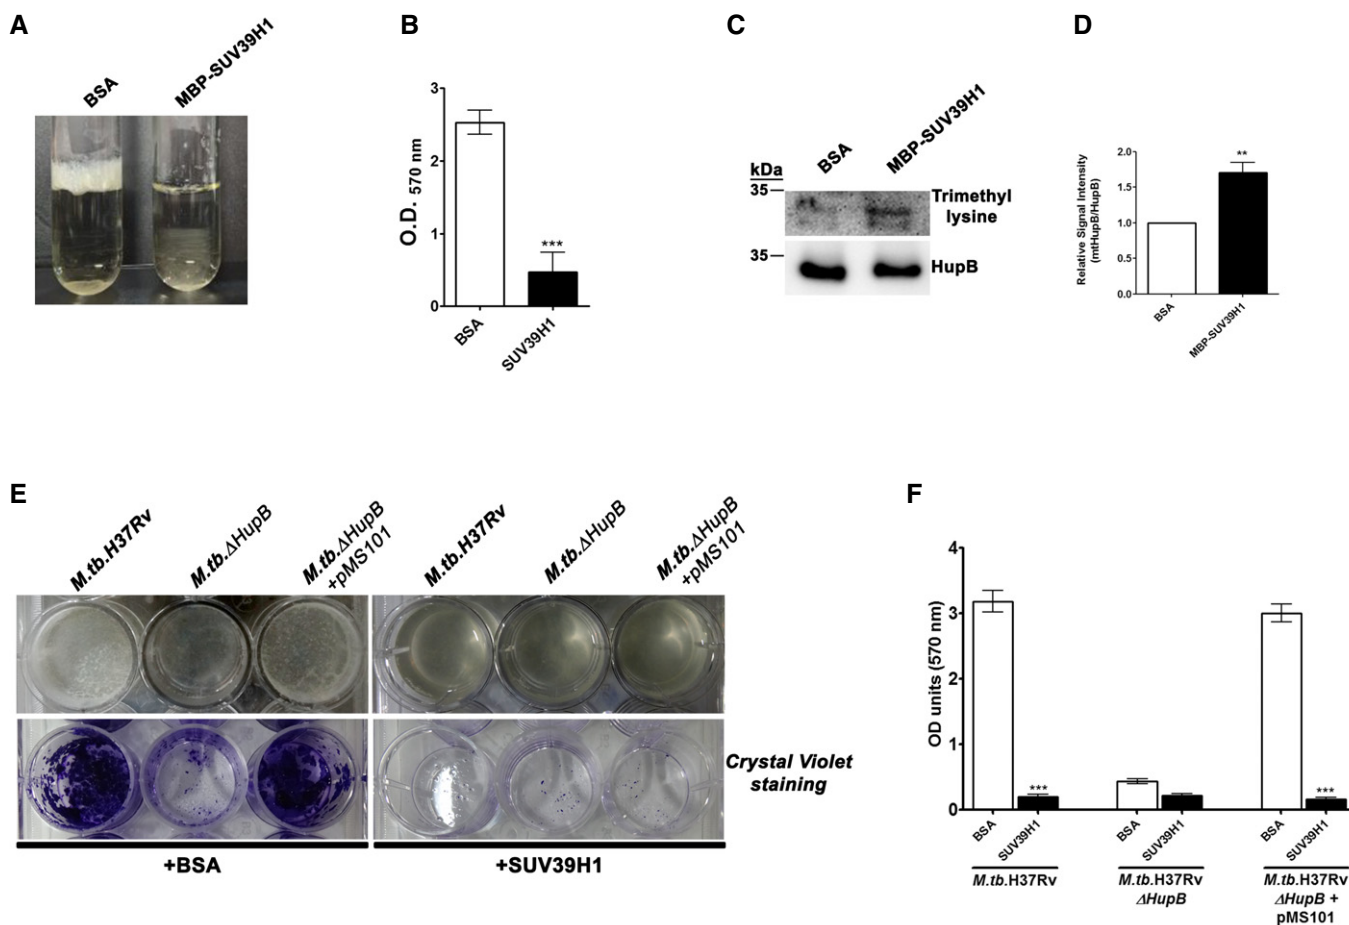 A
BSA
MBP-SUV39H1
B
O.D. 570 nm
3
2
1
0
***
BSA
SUV39H1
C
BSA
MBP-SUV39H1
kDa
35
Trimethyl
lysine
35
HupB
D
Relative Signal Intensity
(mtHupB/HupB)
2.0
1.5
1.0
0.5
0.0
**
BSA
MBP-SUV39H1
E
M.tb.H37Rv
M.tb.ΔHupB
M.tb.ΔHupB
+pMS101
M.tb.H37Rv
M.tb.ΔHupB
M.tb.ΔHupB
+pMS101
Crystal Violet
staining
+BSA
+SUV39H1
F
OD units (570 nm)
4
3
2
1
0
***
***
BSA
SUV39H1
BSA
SUV39H1
BSA
SUV39H1
M.tb.H37Rv
M.tb.H37Rv
ΔHupB
M.tb.H37Rv
ΔHupB +
pMS101